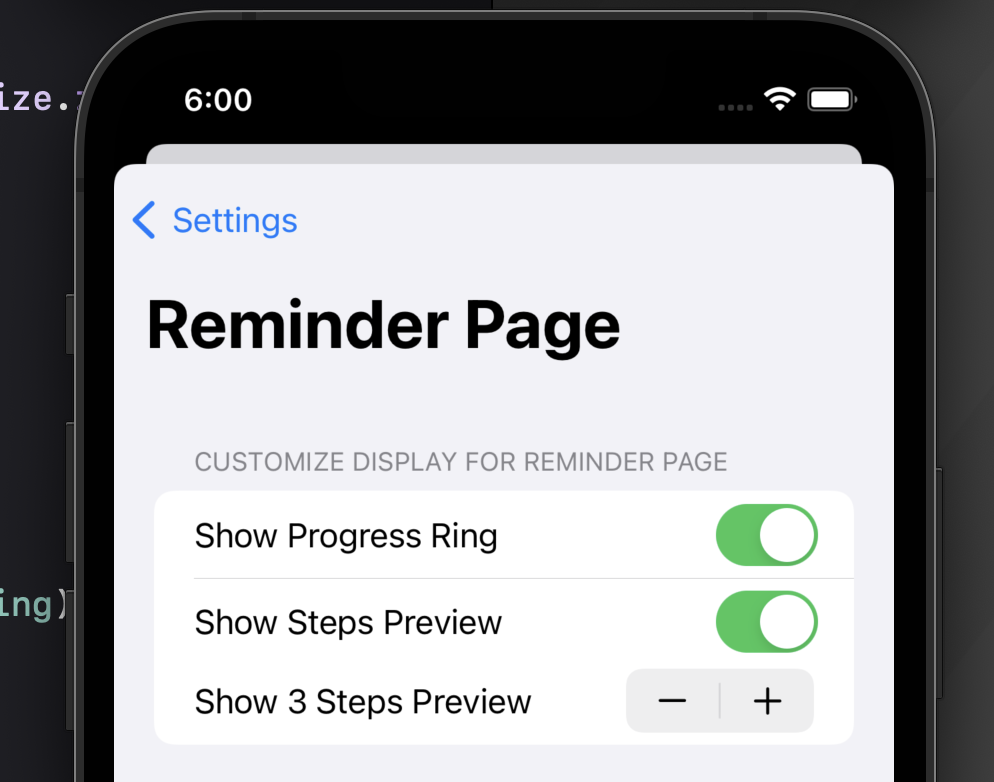 ize.
6:00
Settings
Reminder Page
CUSTOMIZE DISPLAY FOR REMINDER PAGE
Show Progress Ring
Show Steps Preview
ing)
Show 3 Steps Preview